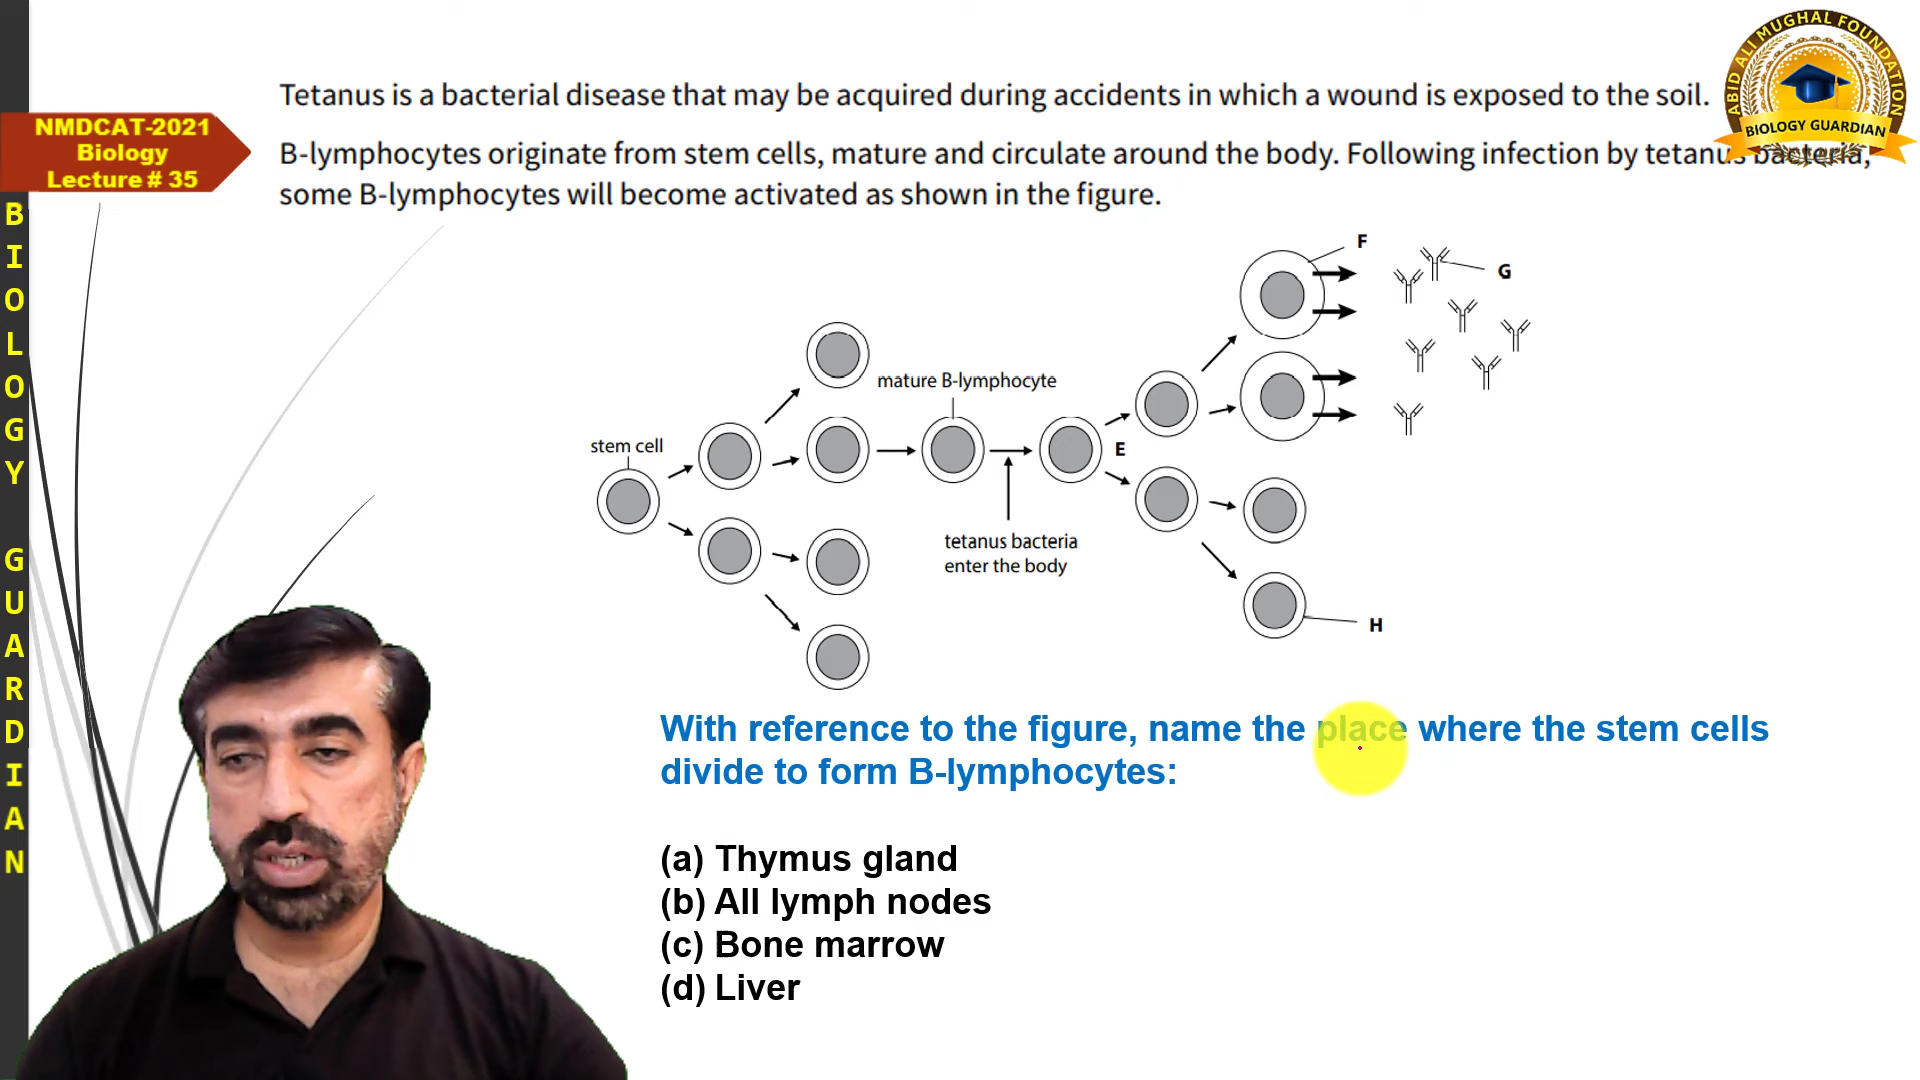 ABID ALI MUGHAL FOUNDATION
BIOLOGY GUARDIAN
NMDCAT-2021
Biology
Lecture # 35
BIOLOGY GUARDIAN
Tetanus is a bacterial disease that may be acquired during accidents in which a wound is exposed to the soil.
B-lymphocytes originate from stem cells, mature and circulate around the body. Following infection by tetanus bacteria,
some B-lymphocytes will become activated as shown in the figure.
F
G
mature B-lymphocyte
stem cell
E
tetanus bacteria
enter the body
H
With reference to the figure, name the place where the stem cells
divide to form B-lymphocytes:
(a) Thymus gland
(b) All lymph nodes
(c) Bone marrow
(d) Liver